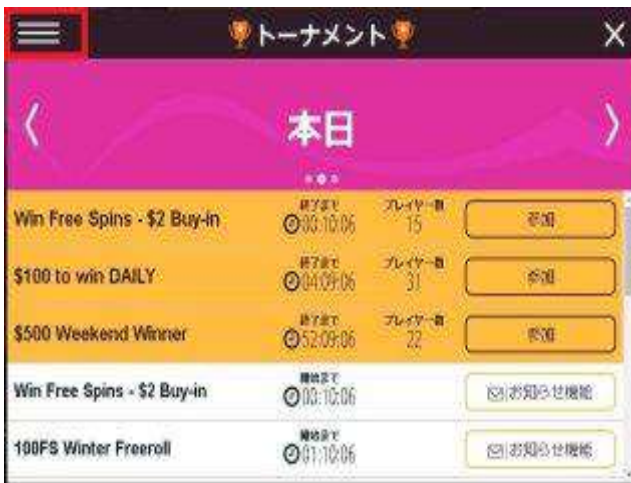 トーナメント
X
本日
Win Free Spins - $2 Buy-in 終了まで 00:10:06 プレイヤー数 15 参加
$100 to win DAILY 終了まで 04:09:06 プレイヤー数 31 参加
$500 Weekend Winner 終了まで 52:09:06 プレイヤー数 22 参加
Win Free Spins - $2 Buy-in 開始まで 00:10:06 お知らせ機能
100FS Winter Freeroll 開始まで 01:10:06 お知らせ機能